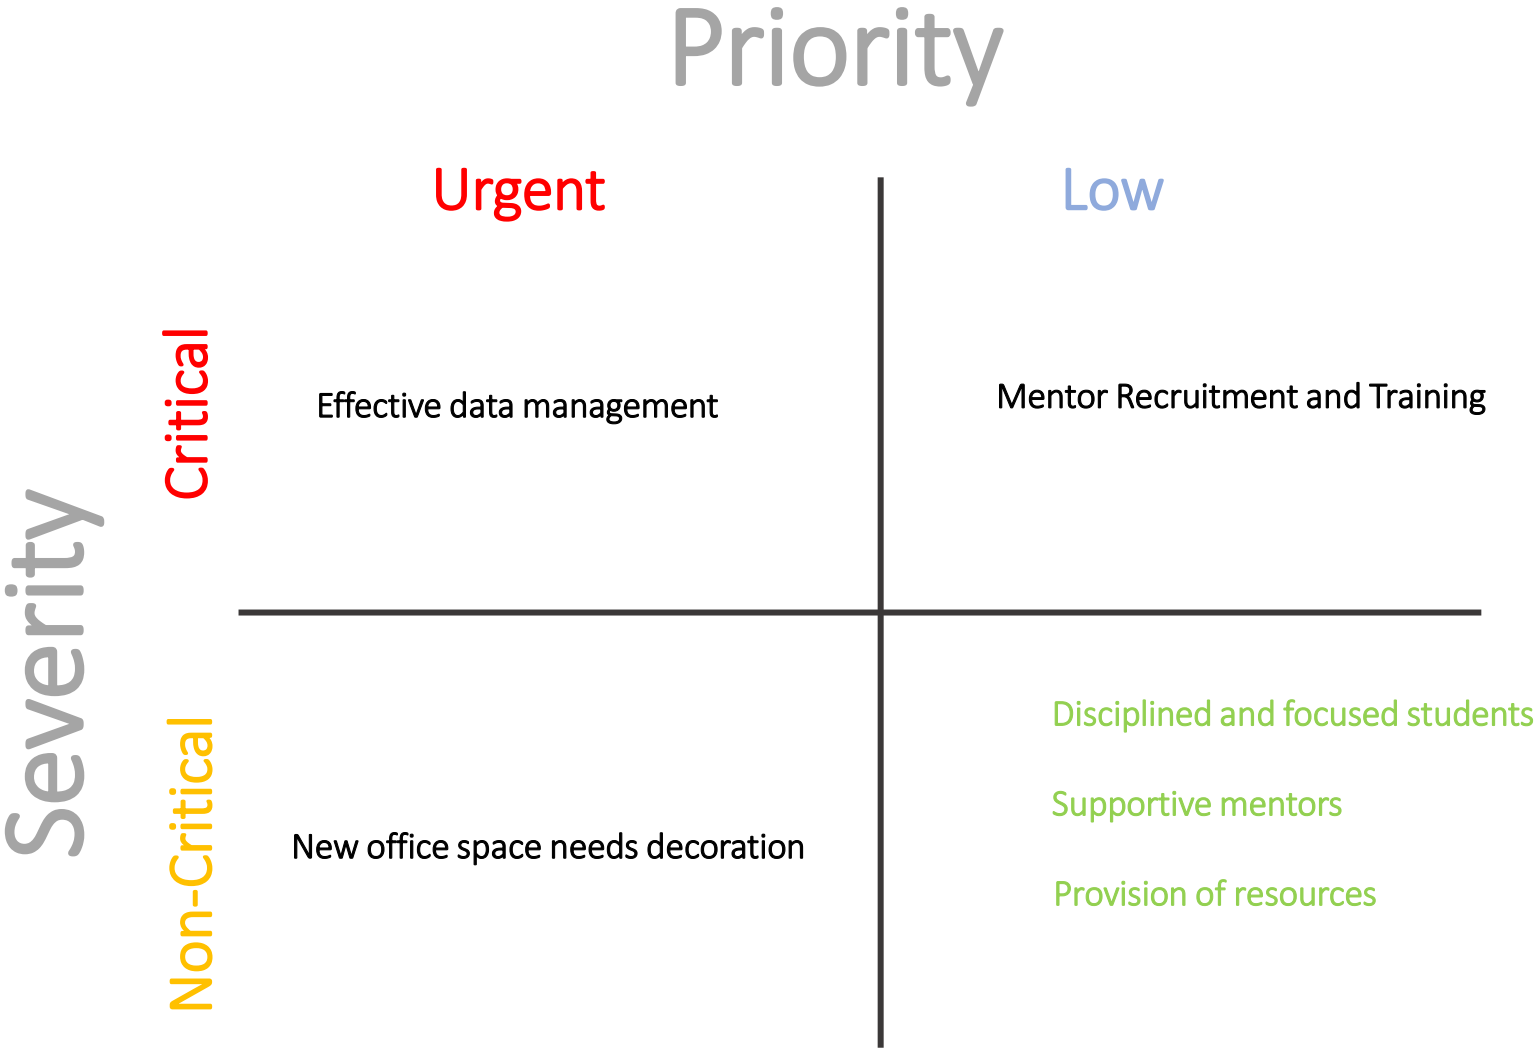 Priority
Urgent
Low
Severity
Critical
Effective data management
Mentor Recruitment and Training
Non-Critical
New office space needs decoration
Disciplined and focused students
Supportive mentors
Provision of resources